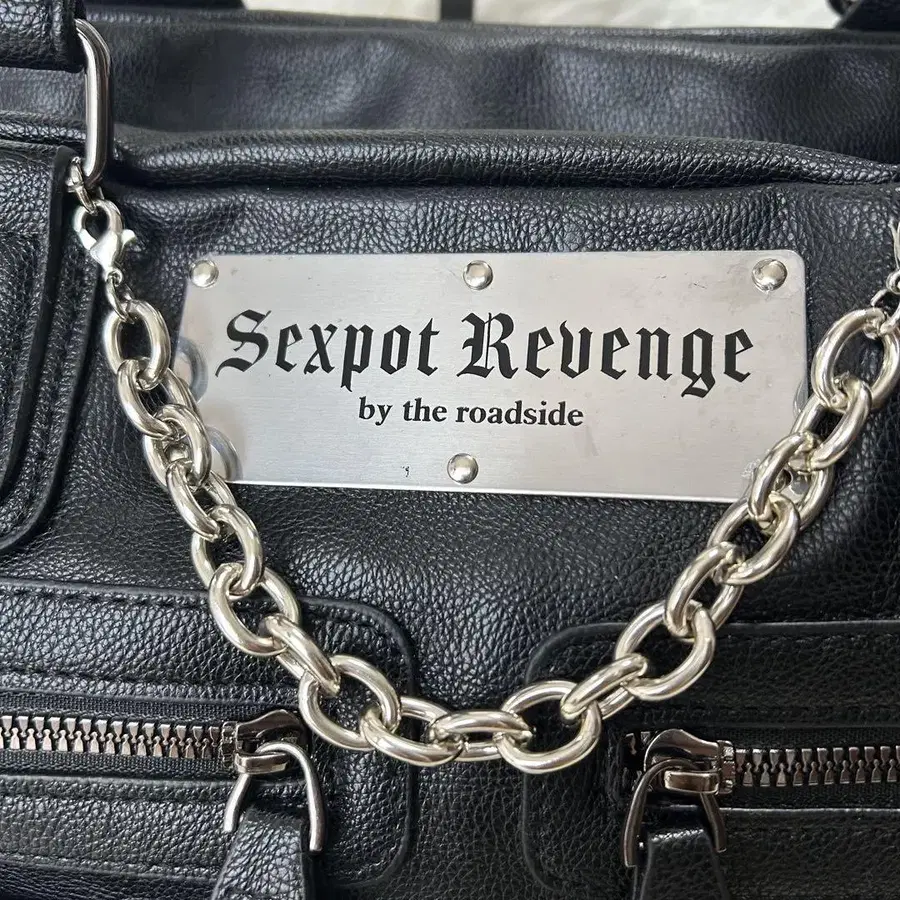 Sexpot Revenge
by the roadside